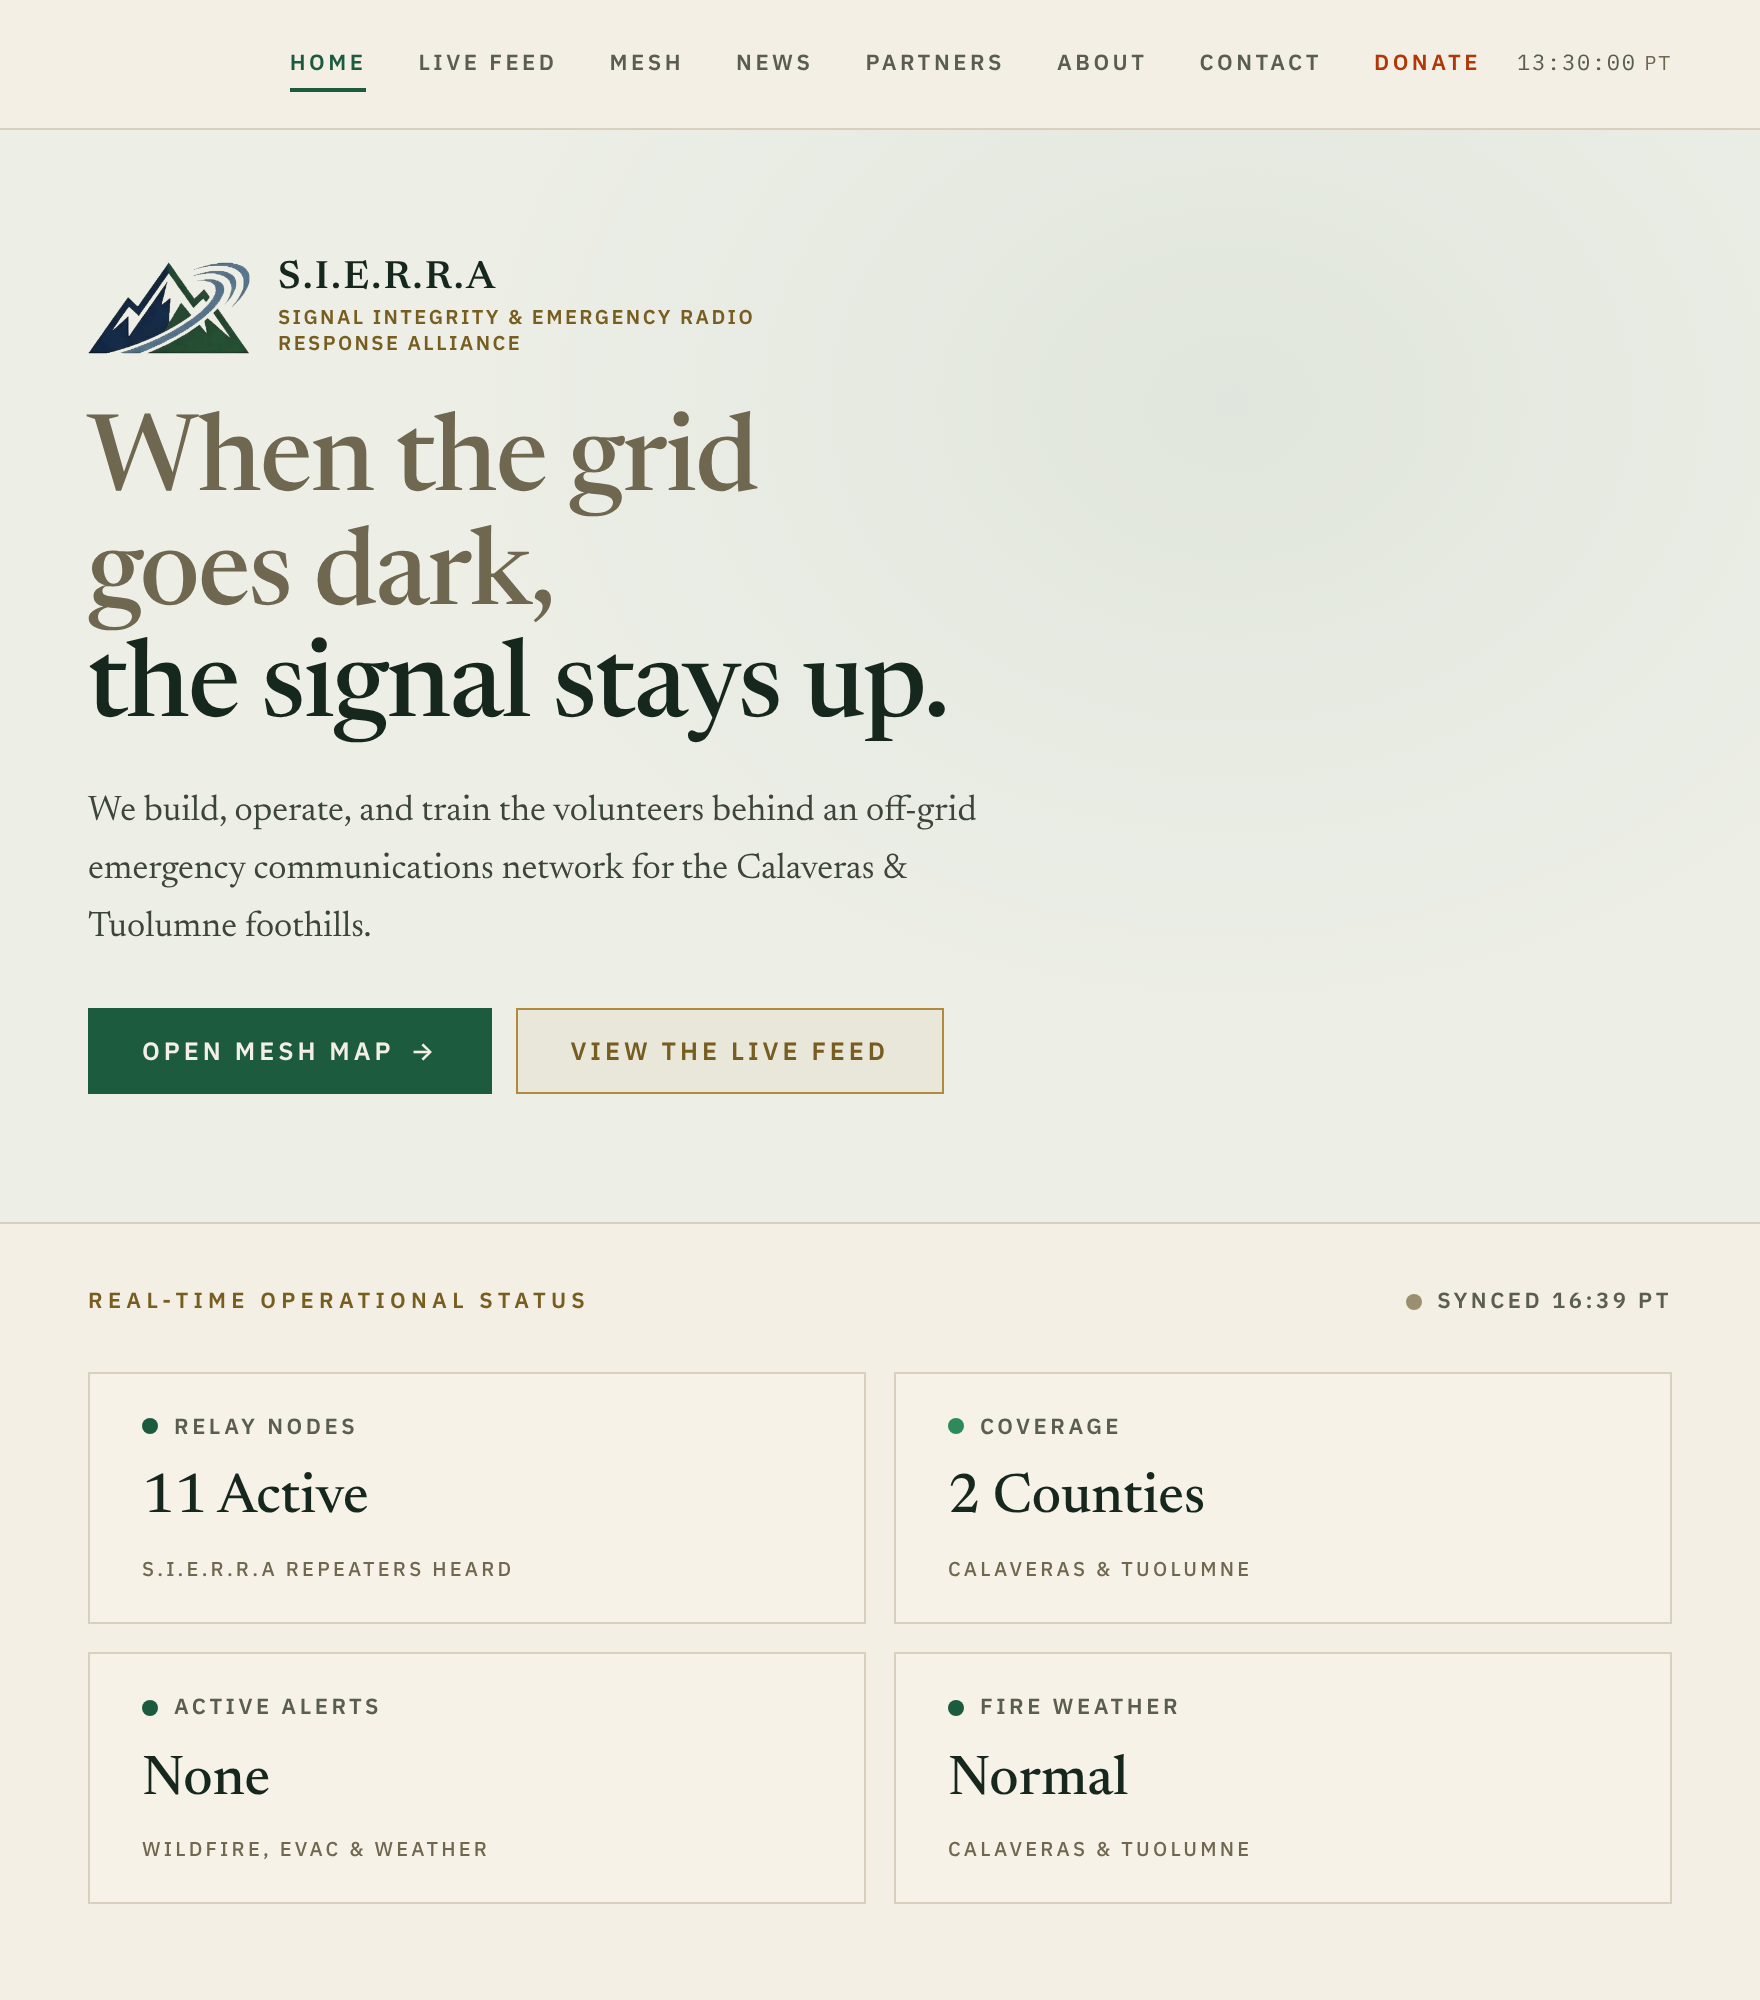 HOME LIVE FEED MESH NEWS PARTNERS ABOUT CONTACT DONATE 13:30:00 PT
S.I.E.R.R.A
SIGNAL INTEGRITY & EMERGENCY RADIO
RESPONSE ALLIANCE
When the grid
goes dark,
the signal stays up.
We build, operate, and train the volunteers behind an off-grid
emergency communications network for the Calaveras &
Tuolumne foothills.
OPEN MESH MAP →
VIEW THE LIVE FEED
REAL-TIME OPERATIONAL STATUS
SYNCED 16:39 PT
RELAY NODES
11 Active
S.I.E.R.R.A REPEATERS HEARD
COVERAGE
2 Counties
CALAVERAS & TUOLUMNE
ACTIVE ALERTS
None
WILDFIRE, EVAC & WEATHER
FIRE WEATHER
Normal
CALAVERAS & TUOLUMNE